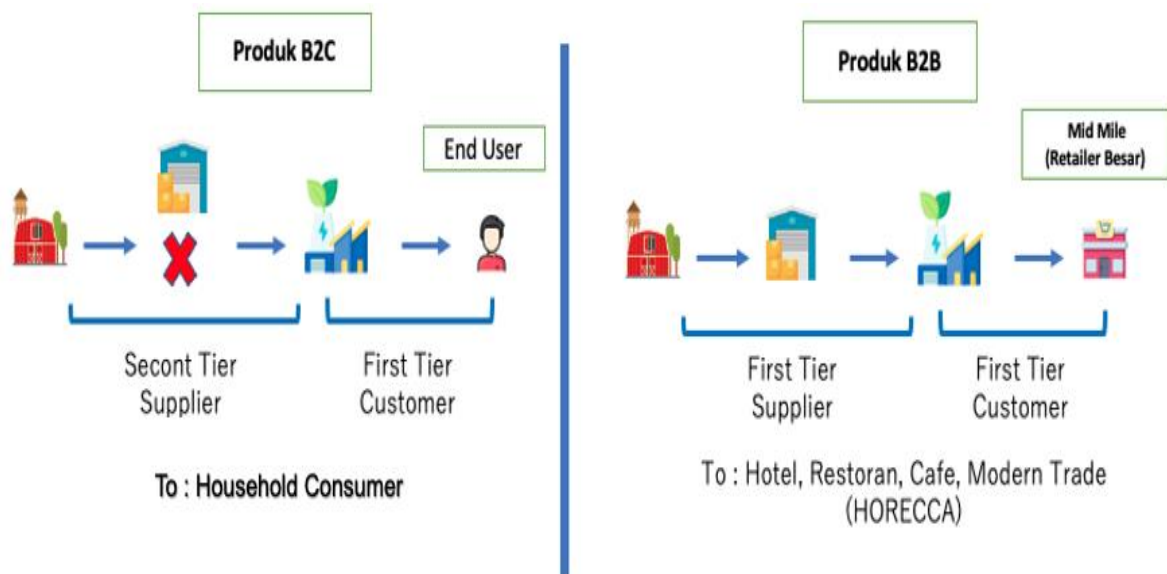 Produk B2C
End User
Secont Tier
Supplier
First Tier
Customer
To : Household Consumer
Produk B2B
Mid Mile
(Retailer Besar)
First Tier
Supplier
First Tier
Customer
To : Hotel, Restoran, Cafe, Modern Trade
(HORECCA)